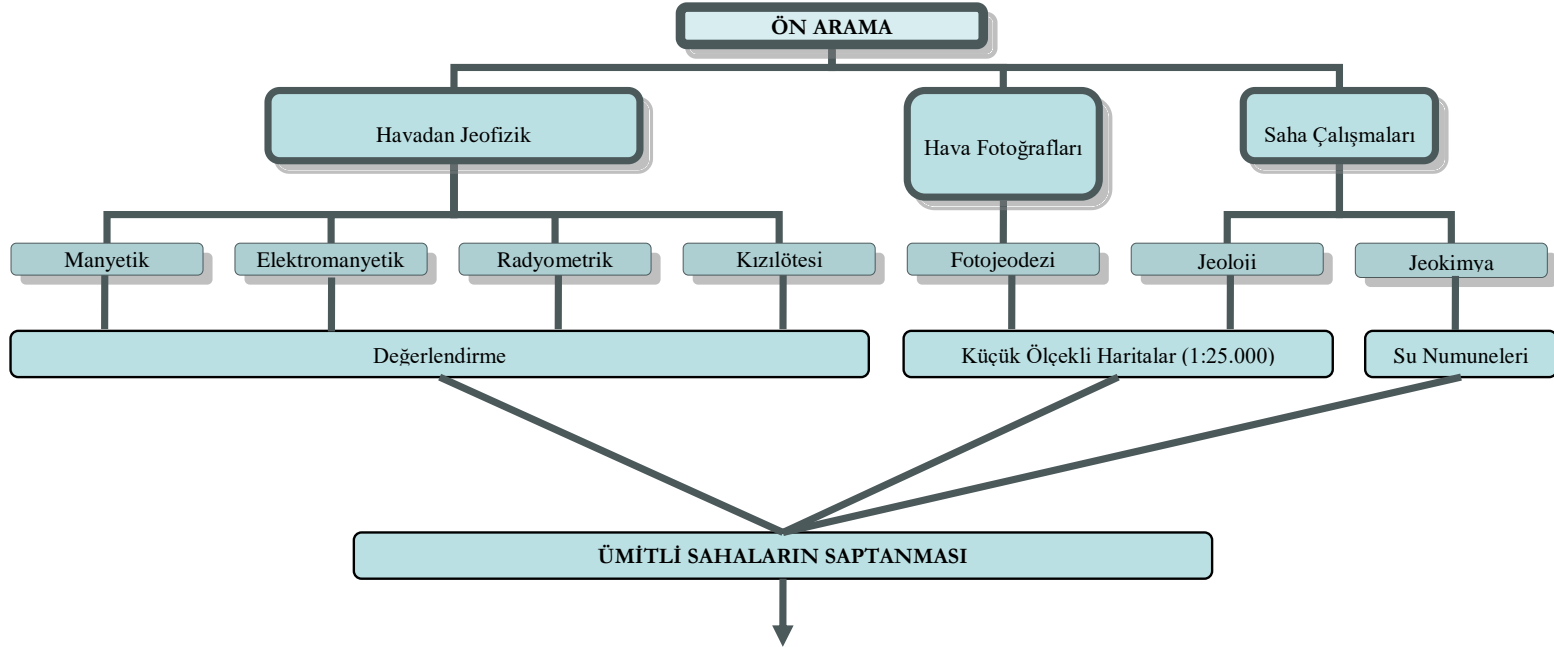 ÖN ARAMA
Havadan Jeofizik
Hava Fotoğrafları
Saha Çalışmaları
Manyetik
Elektromanyetik
Radyometrik
Kızılötesi
Fotojeodezi
Jeoloji
Jeokimya
Değerlendirme
Küçük Ölçekli Haritalar (1:25.000)
Su Numuneleri
ÜMİTLİ SAHALARIN SAPTANMASI